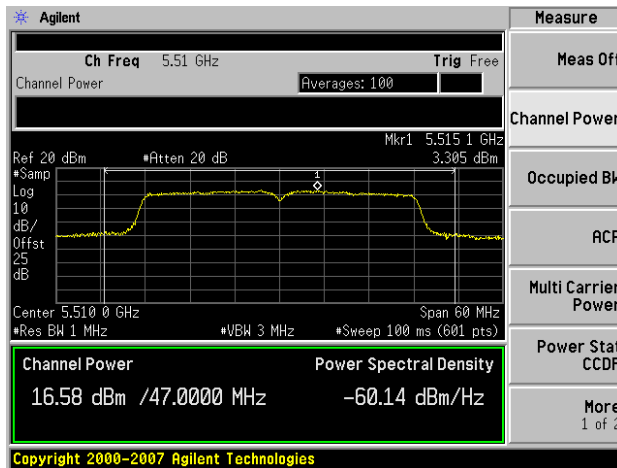 Agilent
Measure
Ch Freq 5.51 GHz Trig Free
Channel Power Averages: 100
Mkr1 5.515 1 GHz
Ref 20 dBm #Atten 20 dB 3.305 dBm
#Samp
Log
10
dB/
Offst
25
dB
1
Center 5.510 0 GHz Span 60 MHz
#Res BW 1 MHz #VBW 3 MHz #Sweep 100 ms (601 pts)
Channel Power Power Spectral Density
16.58 dBm /47.0000 MHz -60.14 dBm/Hz
Copyright 2000-2007 Agilent Technologies
Meas Off
Channel Power
Occupied BW
ACP
Multi Carrier
Power
Power Stat
CCDF
More
1 of 2